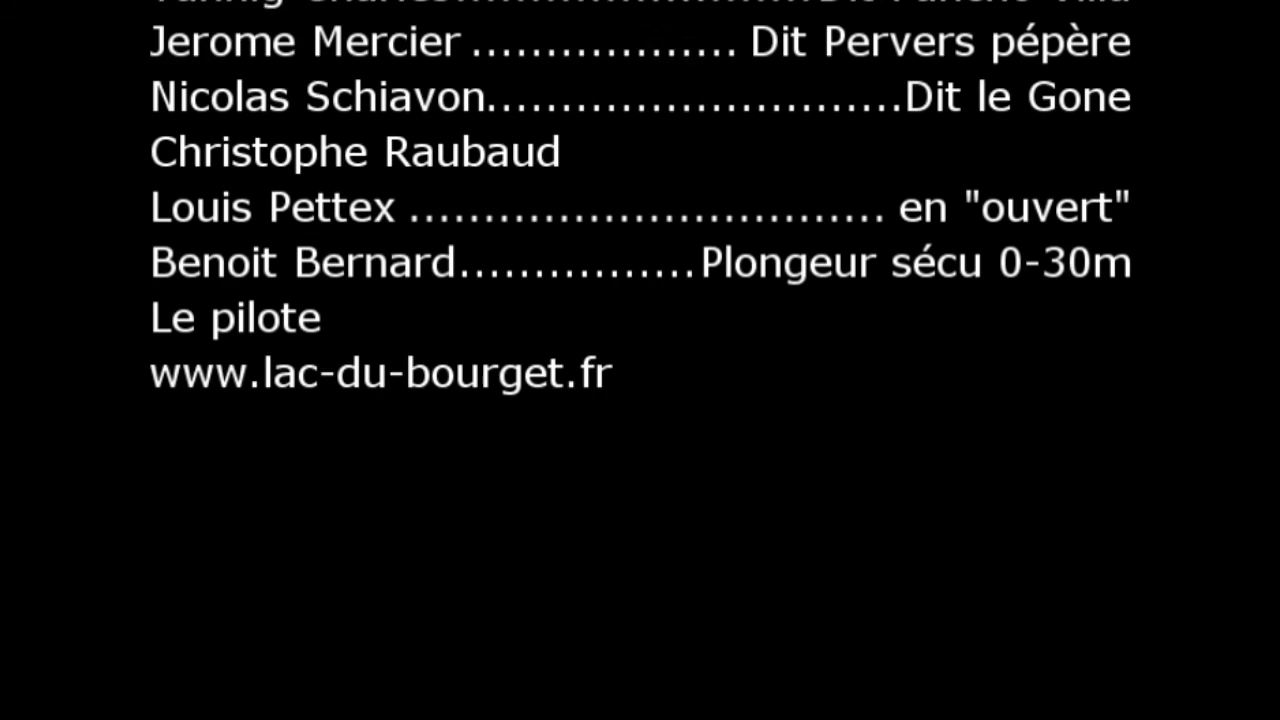 Jerome Mercier .................. Dit Pervers pépère
Nicolas Schiavon............................Dit le Gone
Christophe Raubaud
Louis Pettex ................................ en "ouvert"
Benoit Bernard................Plongeur sécu 0-30m
Le pilote
www.lac-du-bourget.fr